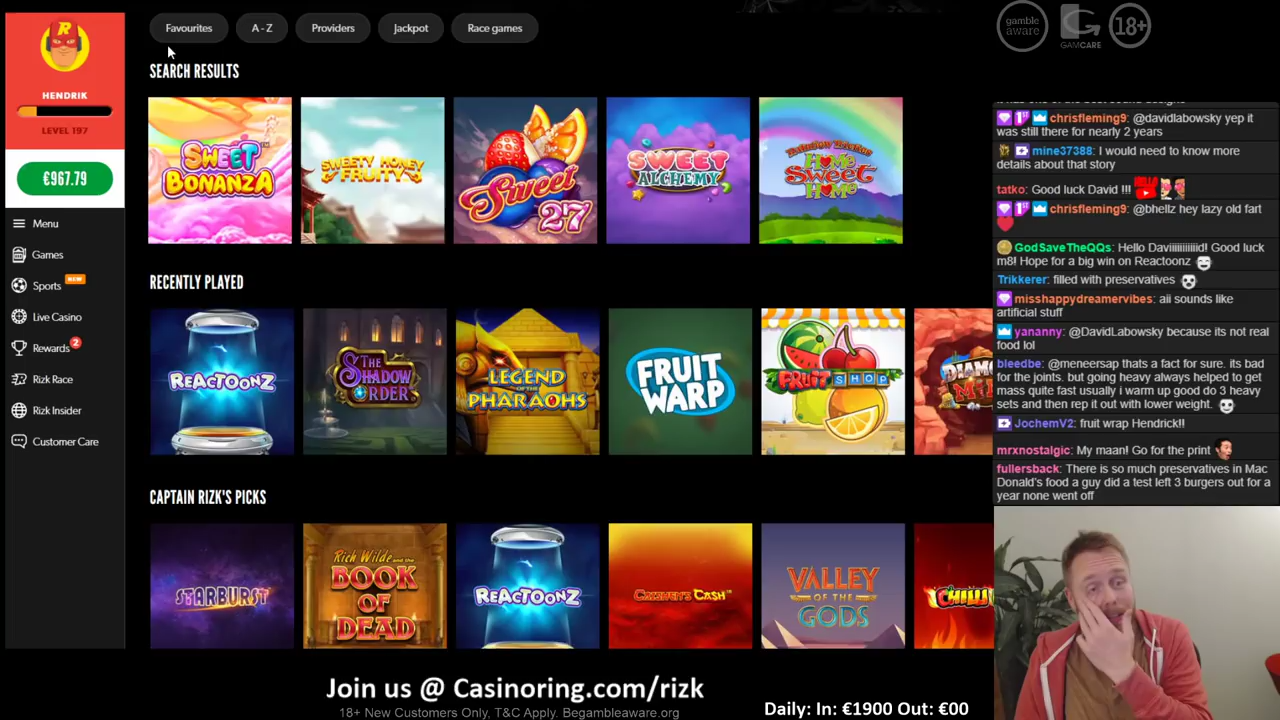 Favourites
A - Z
Providers
Jackpot
Race games
gamble aware
GAMCARE
18+
R
HENDRIK
LEVEL 197
€967.79
Menu
Games
Sports NEW
Live Casino
Rewards 2
Rizk Race
Rizk Insider
Customer Care
SEARCH RESULTS
SWEET BONANZA
SWEETY HONEY FRUITY
Sweet 27
SWEET ALCHEMY
HOME SWEET HOME
RECENTLY PLAYED
REACTOONZ
THE SHADOW ORDER
LEGEND OF THE PHARAOHS
FRUIT WARP
FRUIT SHOP
CAPTAIN RIZK'S PICKS
STARBURST
Rich Wilde and the
BOOK OF DEAD
REACTOONZ
VALLEY OF THE GODS
chrisfleming9: @davidlabowsky yep it
was still there for nearly 2 years
mine37388: I would need to know more
details about that story
tatko: Good luck David !!!
chrisfleming9: @bhellz hey lazy old fart
GodSaveTheQQs: Hello Daviiiiiiiiiiid! Good luck
m8! Hope for a big win on Reactoonz
Trikkerer: filled with preservatives
misshappydreamervibes: aii sounds like
artificial stuff
yananny: @DavidLabowsky because its not real
food lol
bleedbe: @meneersap thats a fact for sure. its bad
for the joints. but going heavy always helped to get
mass quite fast usually i warm up good do 3 heavy
sets and then rep it out with lower weight.
JochemV2: fruit wrap Hendrick!!
mrxnostalgic: My maan! Go for the print
fullersback: There is so much preservatives in Mac
Donald's food a guy did a test left 3 burgers out for a
year none went off
Join us @ Casinoring.com/rizk
18+ New Customers Only, T&C Apply. Begambleaware.org
Daily: In: €1900 Out: €00